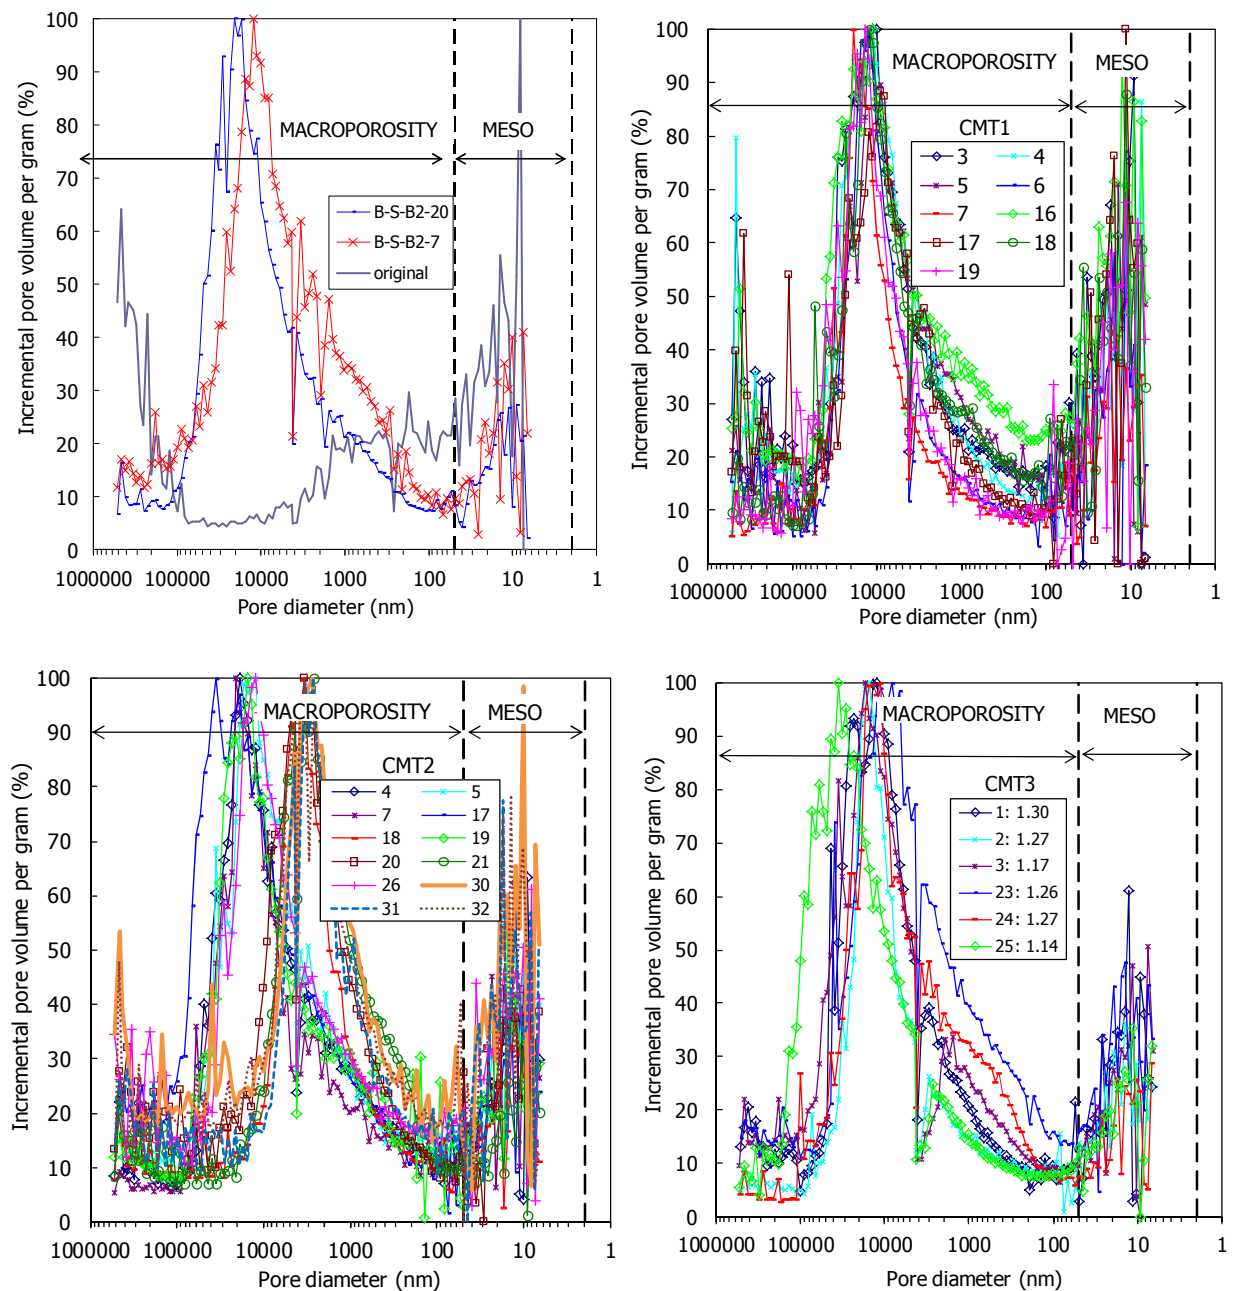 Incremental pore volume per gram (%)
100
90
80
70
60
50
40
30
20
10
0
MACROPOROSITY
MESO
B-S-B2-20
B-S-B2-7
original
1000000 100000 10000 1000 100 10 1
Pore diameter (nm)
Incremental pore volume per gram (%)
100
90
80
70
60
50
40
30
20
10
0
MACROPOROSITY
MESO
CMT1
3 4
5 6
7 16
17 18
19
1000000 100000 10000 1000 100 10 1
Pore diameter (nm)
Incremental pore volume per gram (%)
100
90
80
70
60
50
40
30
20
10
0
MACROPOROSITY
MESO
CMT2
4 5
7 17
18 19
20 21
26 30
31 32
1000000 100000 10000 1000 100 10 1
Pore diameter (nm)
Incremental pore volume per gram (%)
100
90
80
70
60
50
40
30
20
10
0
MACROPOROSITY
MESO
CMT3
1: 1.30
2: 1.27
3: 1.17
23: 1.26
24: 1.27
25: 1.14
1000000 100000 10000 1000 100 10 1
Pore diameter (nm)